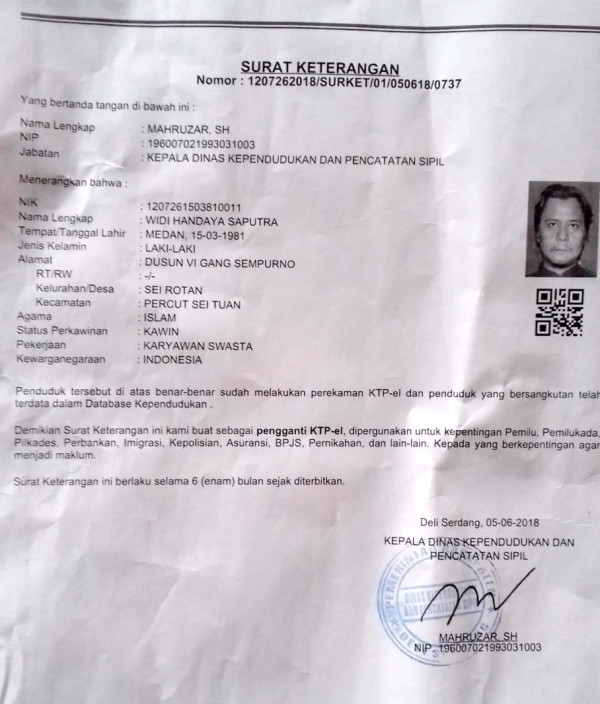 SURAT KETERANGAN
Nomor : 1207262018/SURKET/01/050618/0737
Yang bertanda tangan di bawah ini :
Nama Lengkap : MAHRUZAR, SH
NIP : 196007021993031003
Jabatan : KEPALA DINAS KEPENDUDUKAN DAN PENCATATAN SIPIL
Menerangkan bahwa :
NIK : 1207261503810011
Nama Lengkap : WIDI HANDAYA SAPUTRA
Tempat/Tanggal Lahir : MEDAN, 15-03-1981
Jenis Kelamin : LAKI-LAKI
Alamat : DUSUN VI GANG SEMPURNO
RT/RW : -/-
Kelurahan/Desa : SEI ROTAN
Kecamatan : PERCUT SEI TUAN
Agama : ISLAM
Status Perkawinan : KAWIN
Pekerjaan : KARYAWAN SWASTA
Kewarganegaraan : INDONESIA
Penduduk tersebut di atas benar-benar sudah melakukan perekaman KTP-el dan penduduk yang bersangkutan telah
terdata dalam Database Kependudukan .
Demikian Surat Keterangan ini kami buat sebagai pengganti KTP-el, dipergunakan untuk kepentingan Pemilu, Pemilukada,
Pilkades, Perbankan, Imigrasi, Kepolisian, Asuransi, BPJS, Pernikahan, dan lain-lain. Kepada yang berkepentingan agar
menjadi maklum.
Surat Keterangan ini berlaku selama 6 (enam) bulan sejak diterbitkan.
Deli Serdang, 05-06-2018
KEPALA DINAS KEPENDUDUKAN DAN
PENCATATAN SIPIL
MAHRUZAR, SH
NIP. 196007021993031003